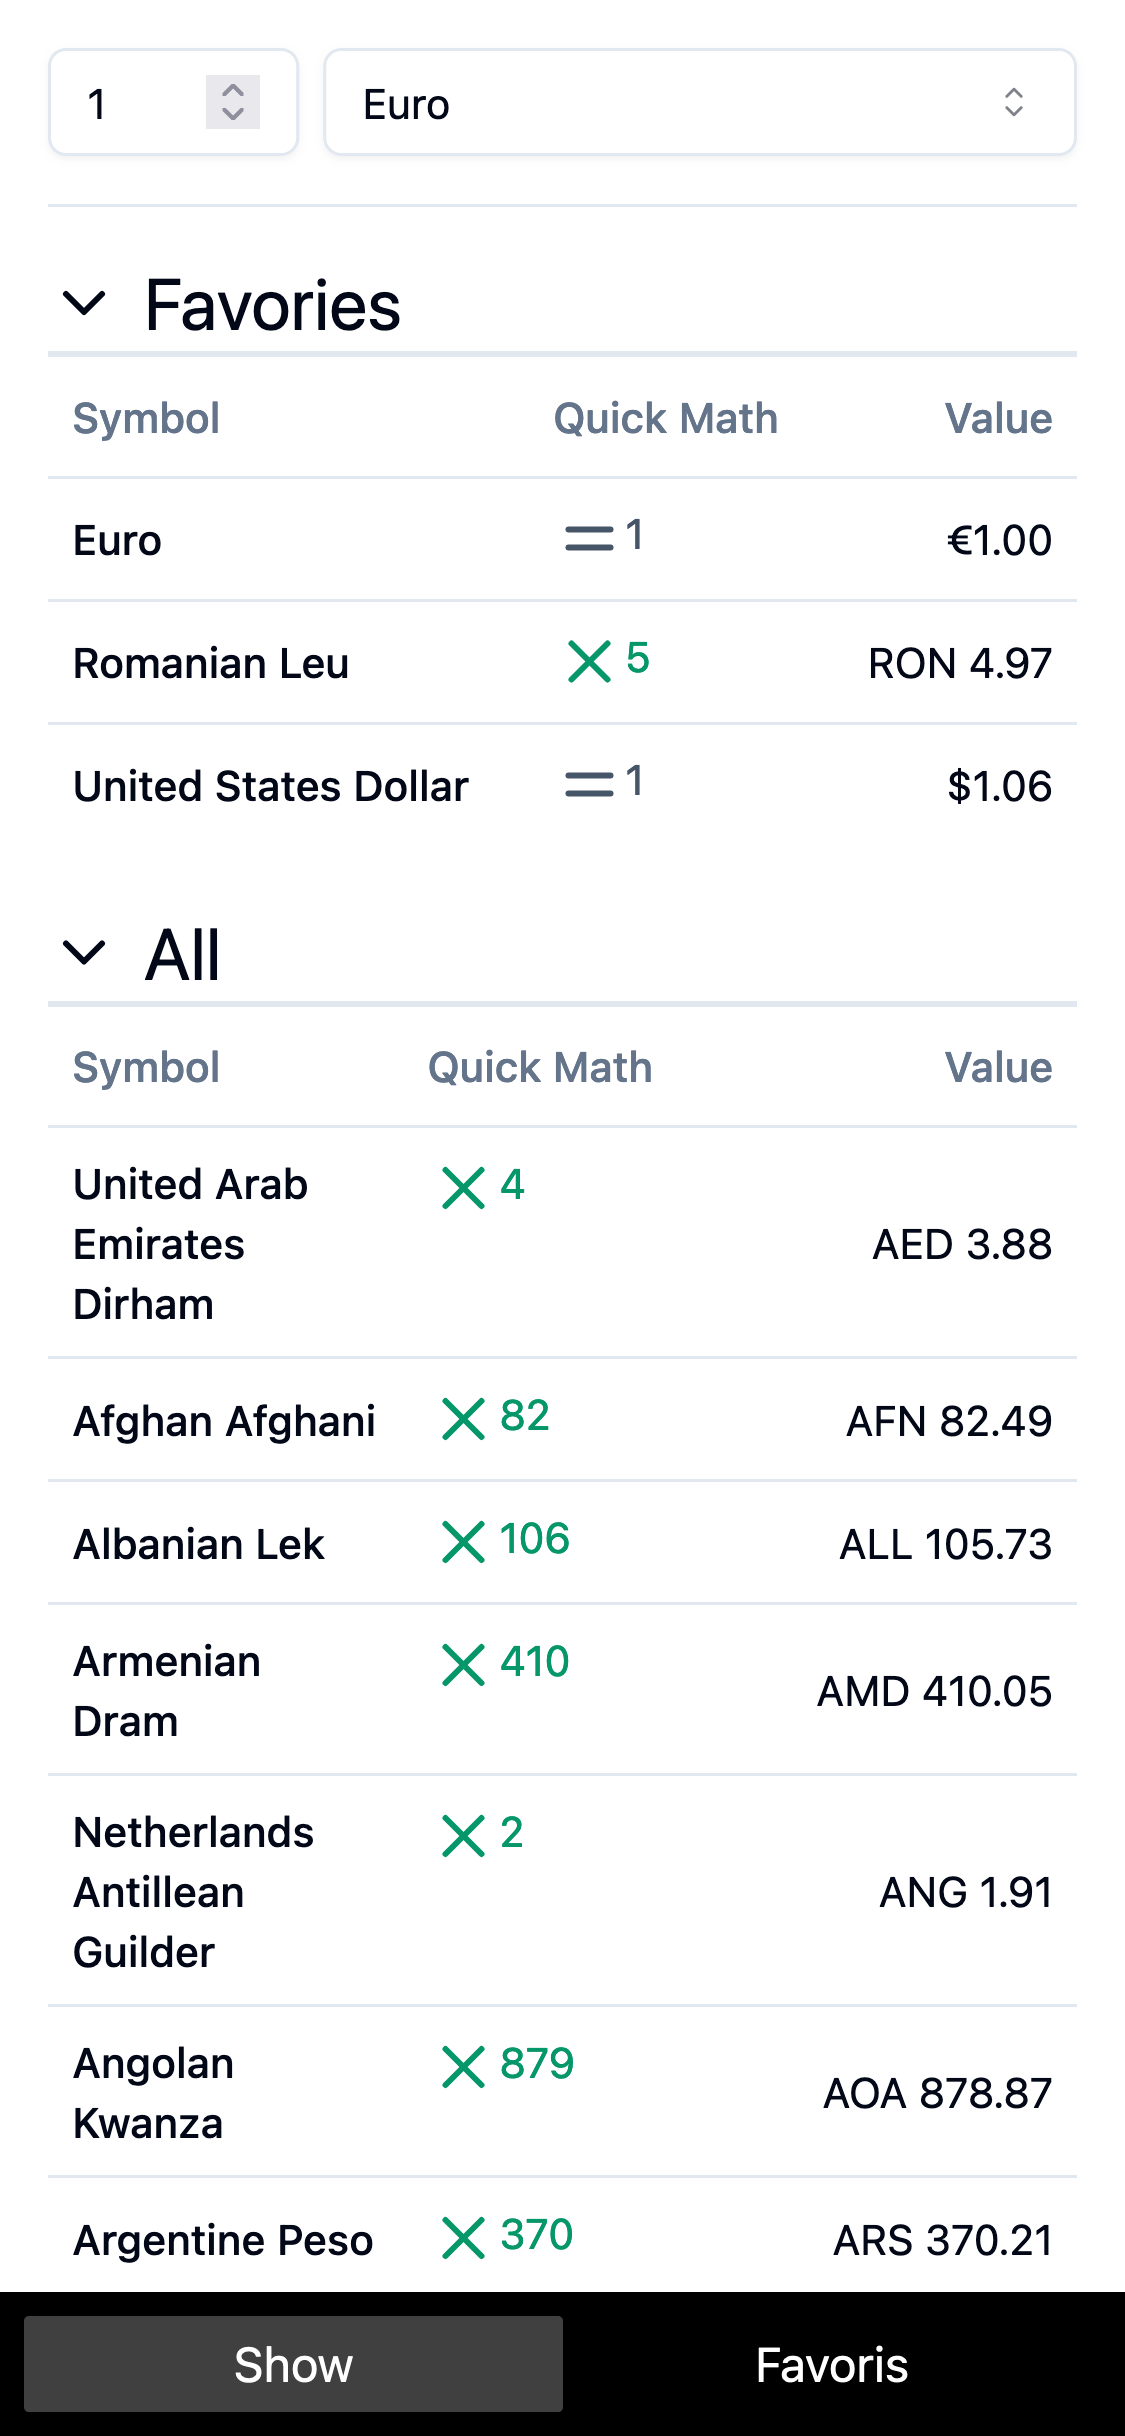 1 Euro
Favories
Symbol Quick Math Value
Euro = 1 €1.00
Romanian Leu × 5 RON 4.97
United States Dollar = 1 $1.06
All
Symbol Quick Math Value
United Arab
Emirates
Dirham × 4 AED 3.88
Afghan Afghani × 82 AFN 82.49
Albanian Lek × 106 ALL 105.73
Armenian
Dram × 410 AMD 410.05
Netherlands
Antillean
Guilder × 2 ANG 1.91
Angolan
Kwanza × 879 AOA 878.87
Argentine Peso × 370 ARS 370.21
Show Favoris